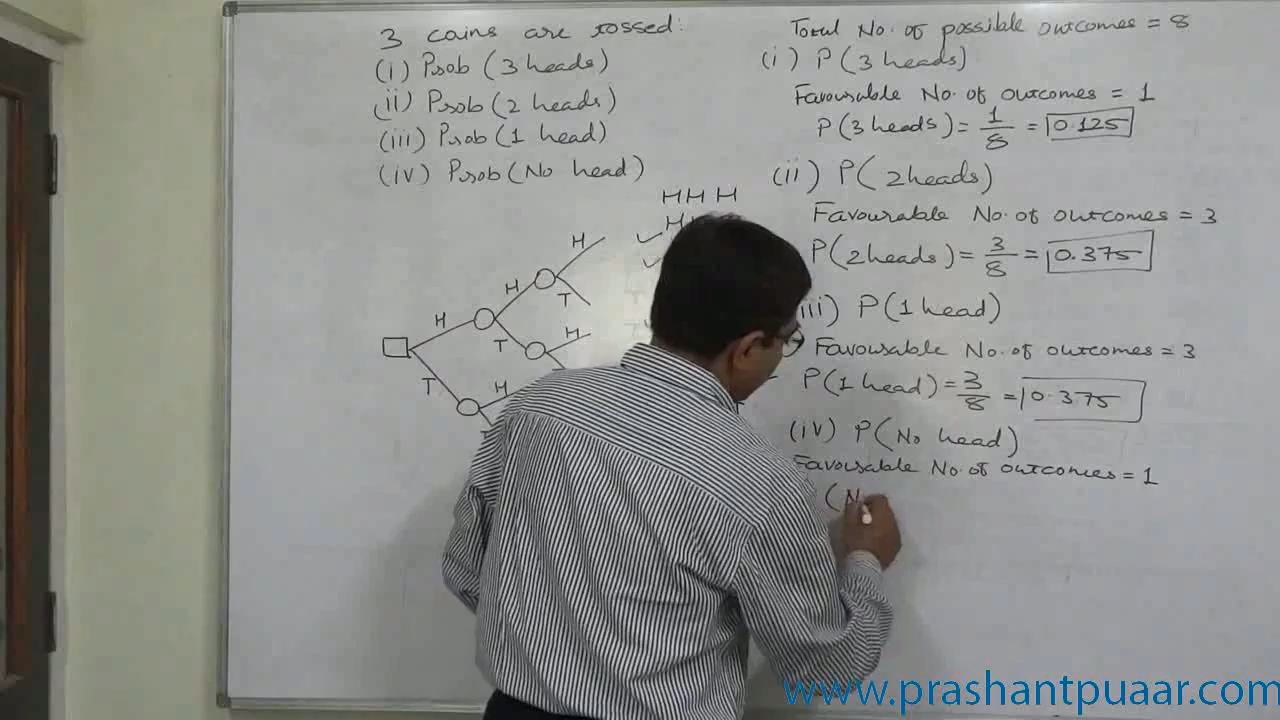 3 coins are tossed:
(i) Prob (3 heads)
(ii) Prob (2 heads)
(iii) Prob (1 head)
(iv) Prob (No head)
H H H
H
H
T
H
T
H
T
H
T
H
Total No. of possible outcomes = 8
(i) P (3 heads)
Favourable No. of outcomes = 1
P(3 heads) = 1/8 = 0.125
(ii) P( 2 heads)
Favourable No. of outcomes = 3
P(2 heads) = 3/8 = 0.375
iii) P(1 head)
Favourable No. of outcomes = 3
P(1 head) = 3/8 = 0.375
(iv) P(No head)
Favourable No. of outcomes = 1
(N
www.prashantpuaar.com